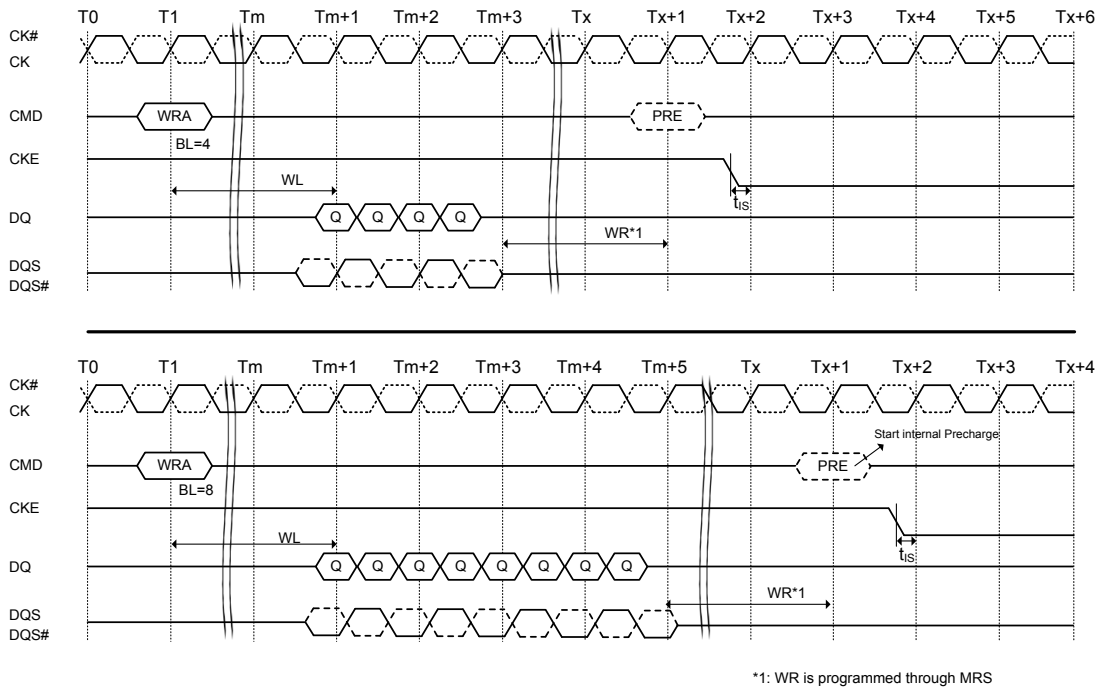 T0 T1 Tm Tm+1 Tm+2 Tm+3 Tx Tx+1 Tx+2 Tx+3 Tx+4 Tx+5 Tx+6
CK#
CK
CMD WRA PRE
BL=4
CKE
WL
tIS
DQ Q Q Q Q
WR*1
DQS
DQS#
T0 T1 Tm Tm+1 Tm+2 Tm+3 Tm+4 Tm+5 Tx Tx+1 Tx+2 Tx+3 Tx+4
CK#
CK
Start internal Precharge
CMD WRA PRE
BL=8
CKE
WL
tIS
DQ Q Q Q Q Q Q Q Q
WR*1
DQS
DQS#
*1: WR is programmed through MRS